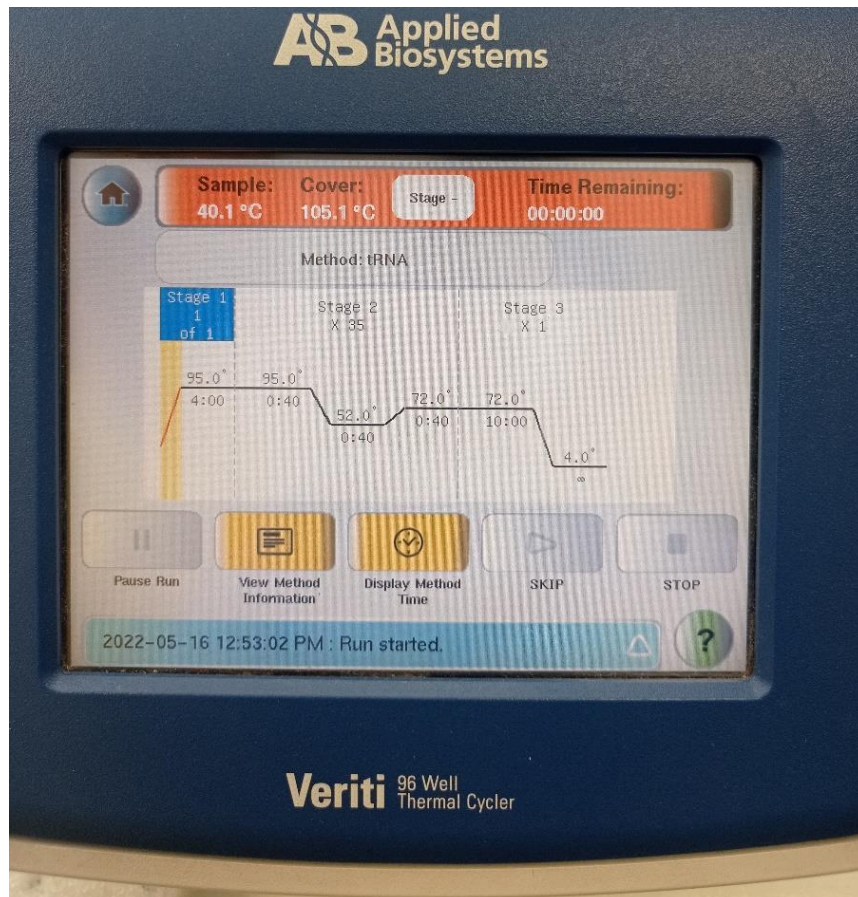 AB Applied
Biosystems
Sample: Cover: Stage - Time Remaining:
40.1 °C 105.1 °C 00:00:00
Method: tRNA
Stage 1
1
of 1
Stage 2
X 35
Stage 3
X 1
95.0° 95.0° 72.0° 72.0°
4:00 0:40 52.0° 0:40 10:00
0:40
4.0°
∞
Pause Run
View Method
Information
Display Method
Time
SKIP
STOP
2022-05-16 12:53:02 PM : Run started.
?
Veriti 96 Well
Thermal Cycler